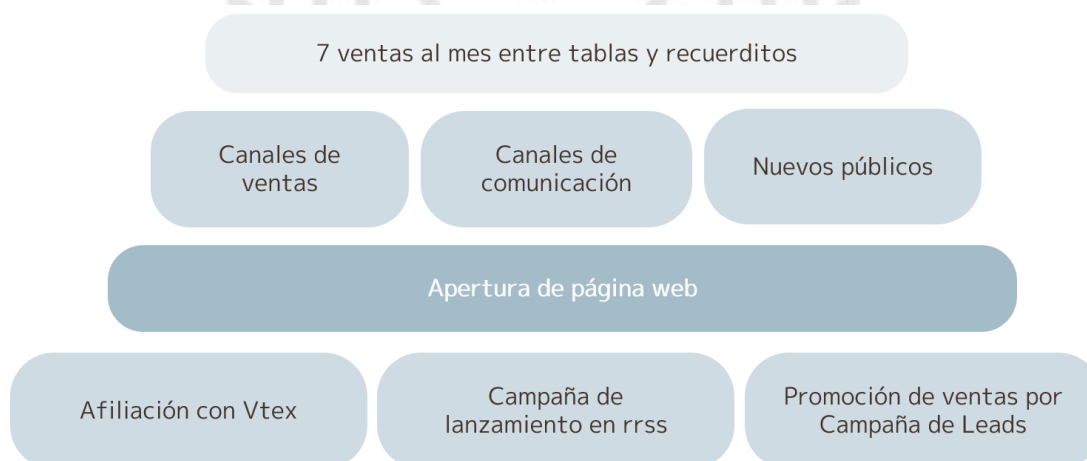 7 ventas al mes entre tablas y recuerditos
Canales de
ventas
Canales de
comunicación
Nuevos públicos
Apertura de página web
Afiliación con Vtex
Campaña de
lanzamiento en rrss
Promoción de ventas por
Campaña de Leads